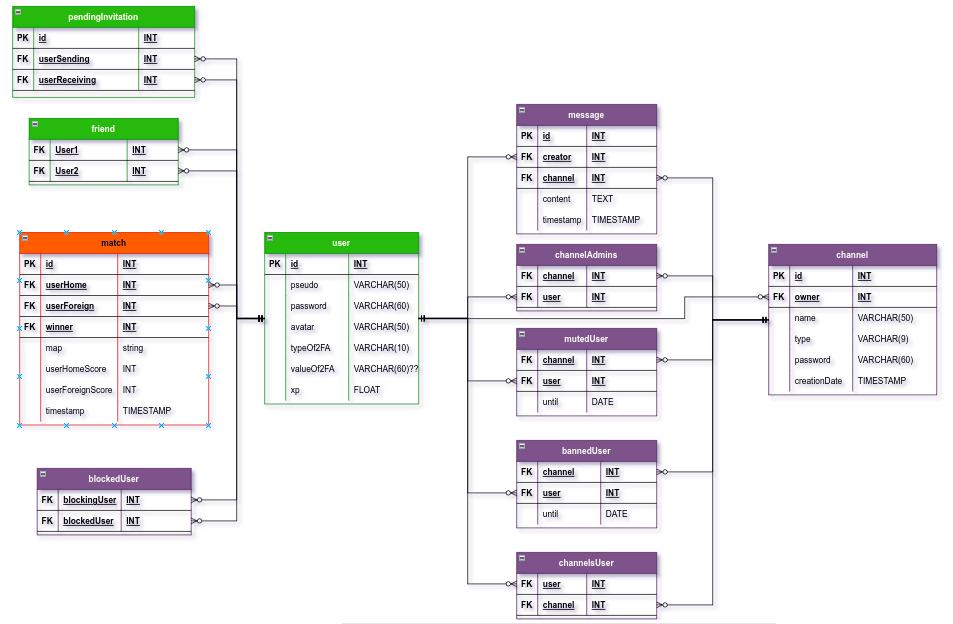 pendingInvitation
PK id INT
FK userSending INT
FK userReceiving INT
friend
FK User1 INT
FK User2 INT
match
PK id INT
FK userHome INT
FK userForeign INT
FK winner INT
map string
userHomeScore INT
userForeignScore INT
timestamp TIMESTAMP
blockedUser
FK blockingUser INT
FK blockedUser INT
user
PK id INT
pseudo VARCHAR(50)
password VARCHAR(60)
avatar VARCHAR(50)
typeOf2FA VARCHAR(10)
valueOf2FA VARCHAR(60)??
xp FLOAT
message
PK id INT
FK creator INT
FK channel INT
content TEXT
timestamp TIMESTAMP
channelAdmins
FK channel INT
FK user INT
mutedUser
FK channel INT
FK user INT
until DATE
bannedUser
FK channel INT
FK user INT
until DATE
channelsUser
FK user INT
FK channel INT
channel
PK id INT
FK owner INT
name VARCHAR(50)
type VARCHAR(9)
password VARCHAR(60)
creationDate TIMESTAMP